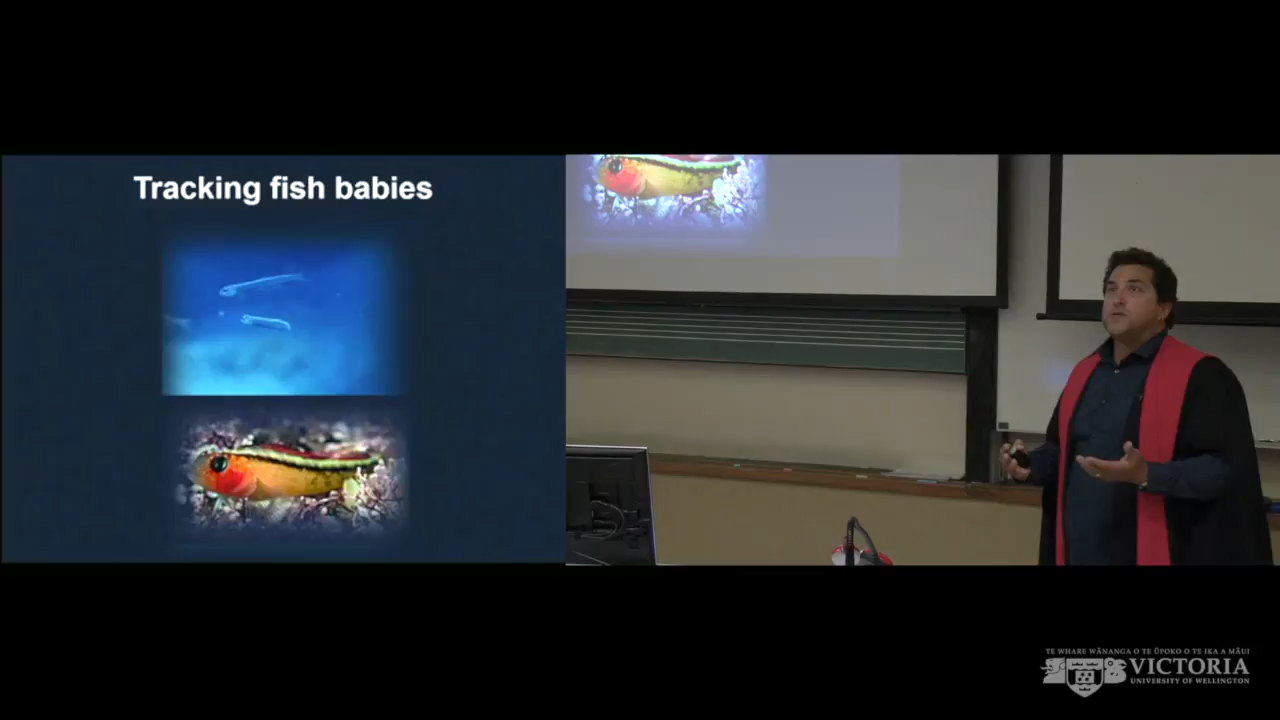 Tracking fish babies
TE WHARE WĀNANGA O TE ŪPOKO O TE IKA A MĀUI
VICTORIA
UNIVERSITY OF WELLINGTON